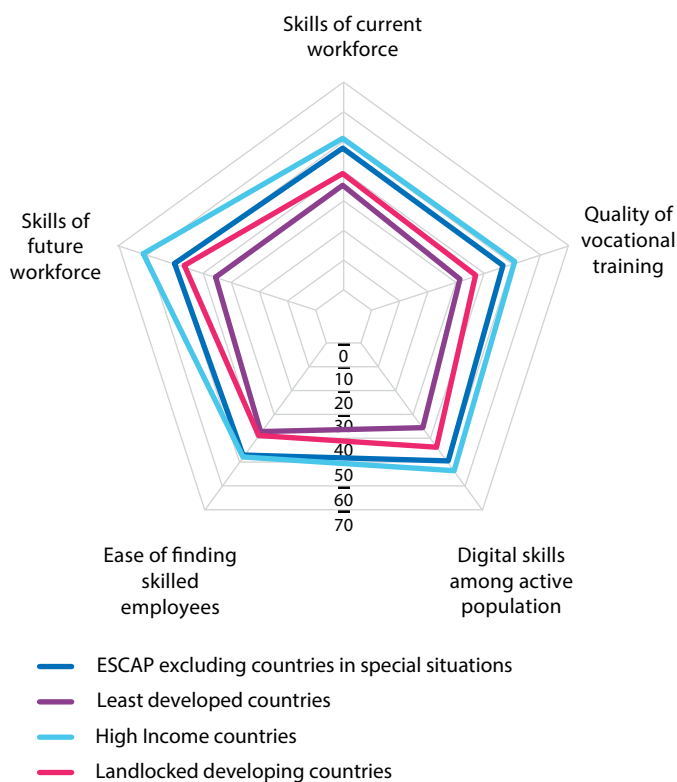 Skills of current
workforce
Quality of
vocational
training
Skills of
future
workforce
0
10
20
30
40
50
60
70
Ease of finding
skilled
employees
Digital skills
among active
population
ESCAP excluding countries in special situations
Least developed countries
High Income countries
Landlocked developing countries